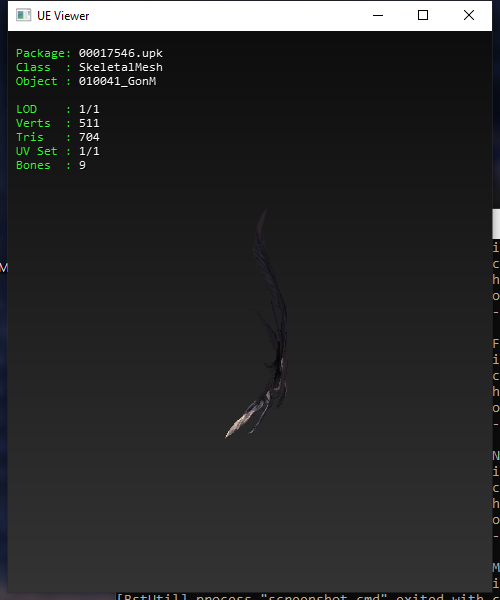 UE Viewer
Package: 00017546.upk
Class : SkeletalMesh
Object : 010041_GonM
LOD : 1/1
Verts : 511
Tris : 704
UV Set : 1/1
Bones : 9
M
i
c
h
o
-
F
i
c
h
o
-
N
i
c
h
o
-
M
i
[BstUtil] process "screenshot.cmd" exited with c